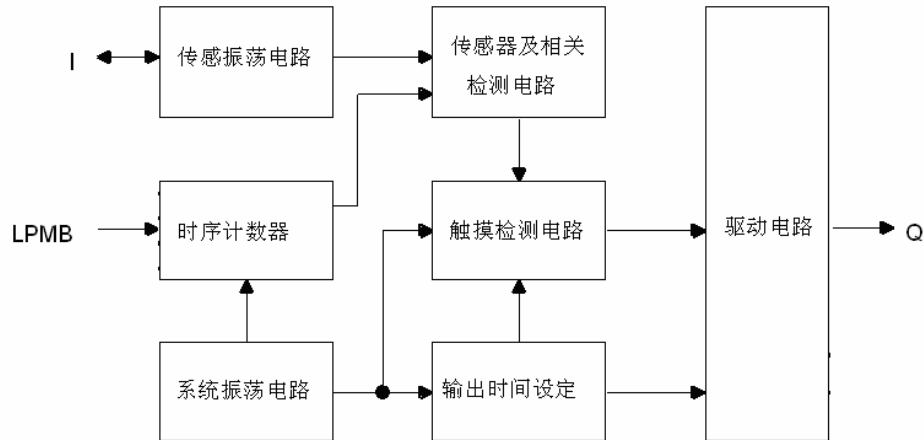 I
传感振荡电路
传感器及相关
检测电路
LPMB
时序计数器
触摸检测电路
驱动电路
Q
系统振荡电路
输出时间设定